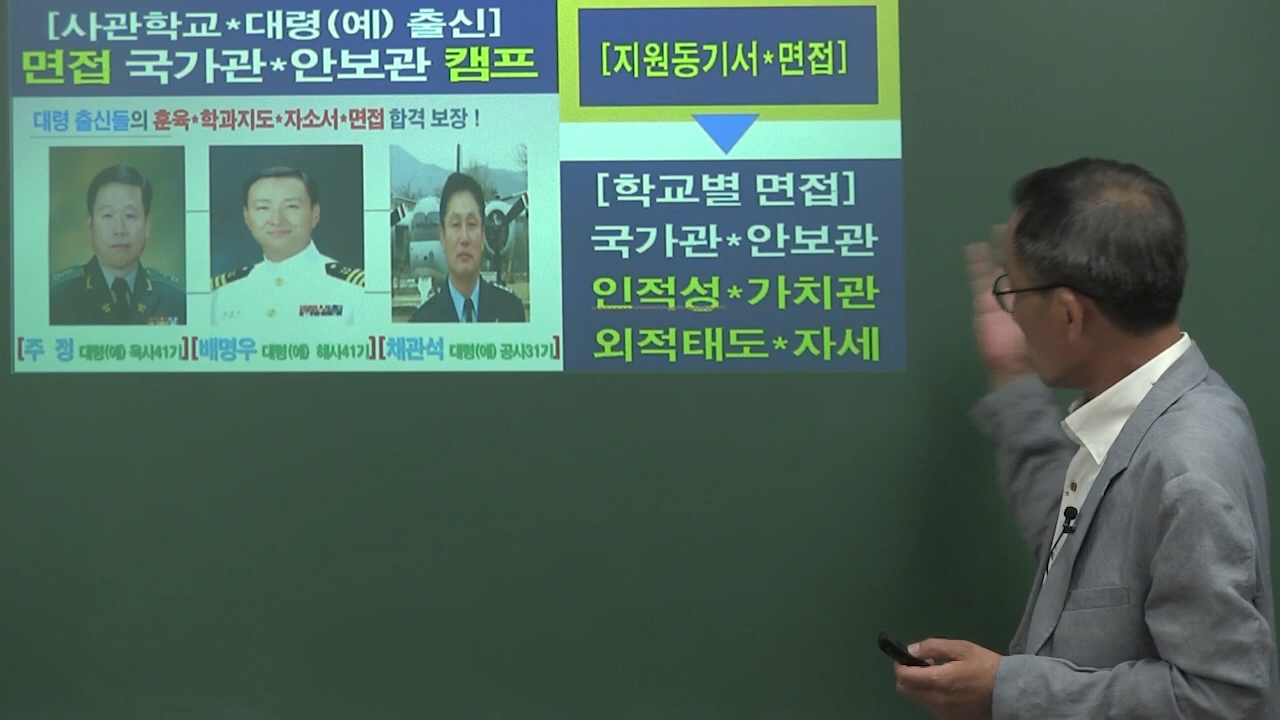 [사관학교*대령(예) 출신]
면접 국가관*안보관 캠프
대령 출신들의 훈육*학과지도*자소서*면접 합격 보장 !
[주 정 대령(예) 육사41기] [배명우 대령(예) 해사41기] [채관석 대령(예) 공사31기]
[지원동기서*면접]
[학교별 면접]
국가관*안보관
인적성*가치관
외적태도*자세